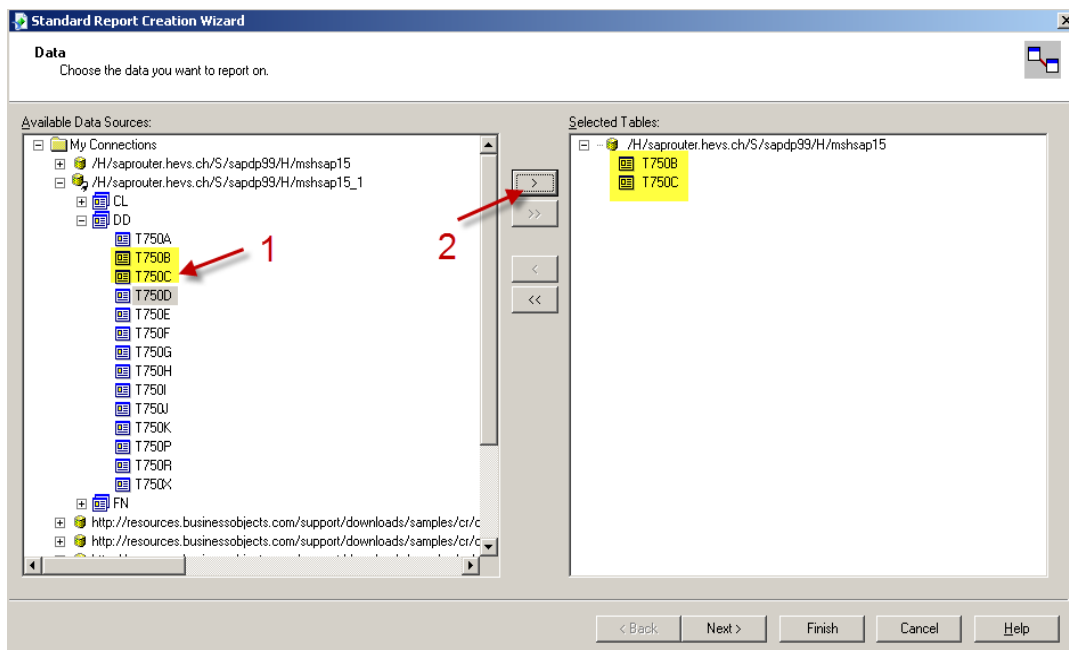 Standard Report Creation Wizard
Data
Choose the data you want to report on.
Available Data Sources:
My Connections
/H/saprouter.hevs.ch/S/sapdp99/H/mshsap15
/H/saprouter.hevs.ch/S/sapdp99/H/mshsap15_1
CL
DD
T750A
T750B
T750C
T750D
T750E
T750F
T750G
T750H
T750I
T750J
T750K
T750P
T750R
T750X
FN
http://resources.businessobjects.com/support/downloads/samples/cr/c
http://resources.businessobjects.com/support/downloads/samples/cr/c
1
2
>
>>
<
<<
Selected Tables:
/H/saprouter.hevs.ch/S/sapdp99/H/mshsap15
T750B
T750C
< Back
Next >
Finish
Cancel
Help